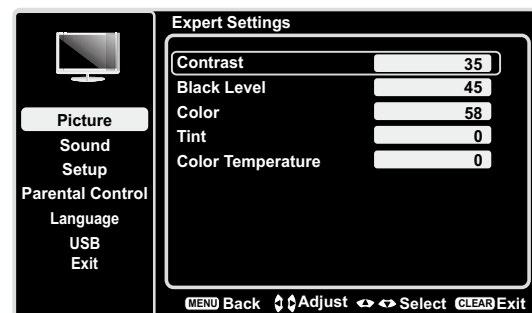 Expert Settings
Contrast 35
Black Level 45
Color 58
Tint 0
Color Temperature 0
Picture
Sound
Setup
Parental Control
Language
USB
Exit
MENU Back Adjust Select CLEAR Exit